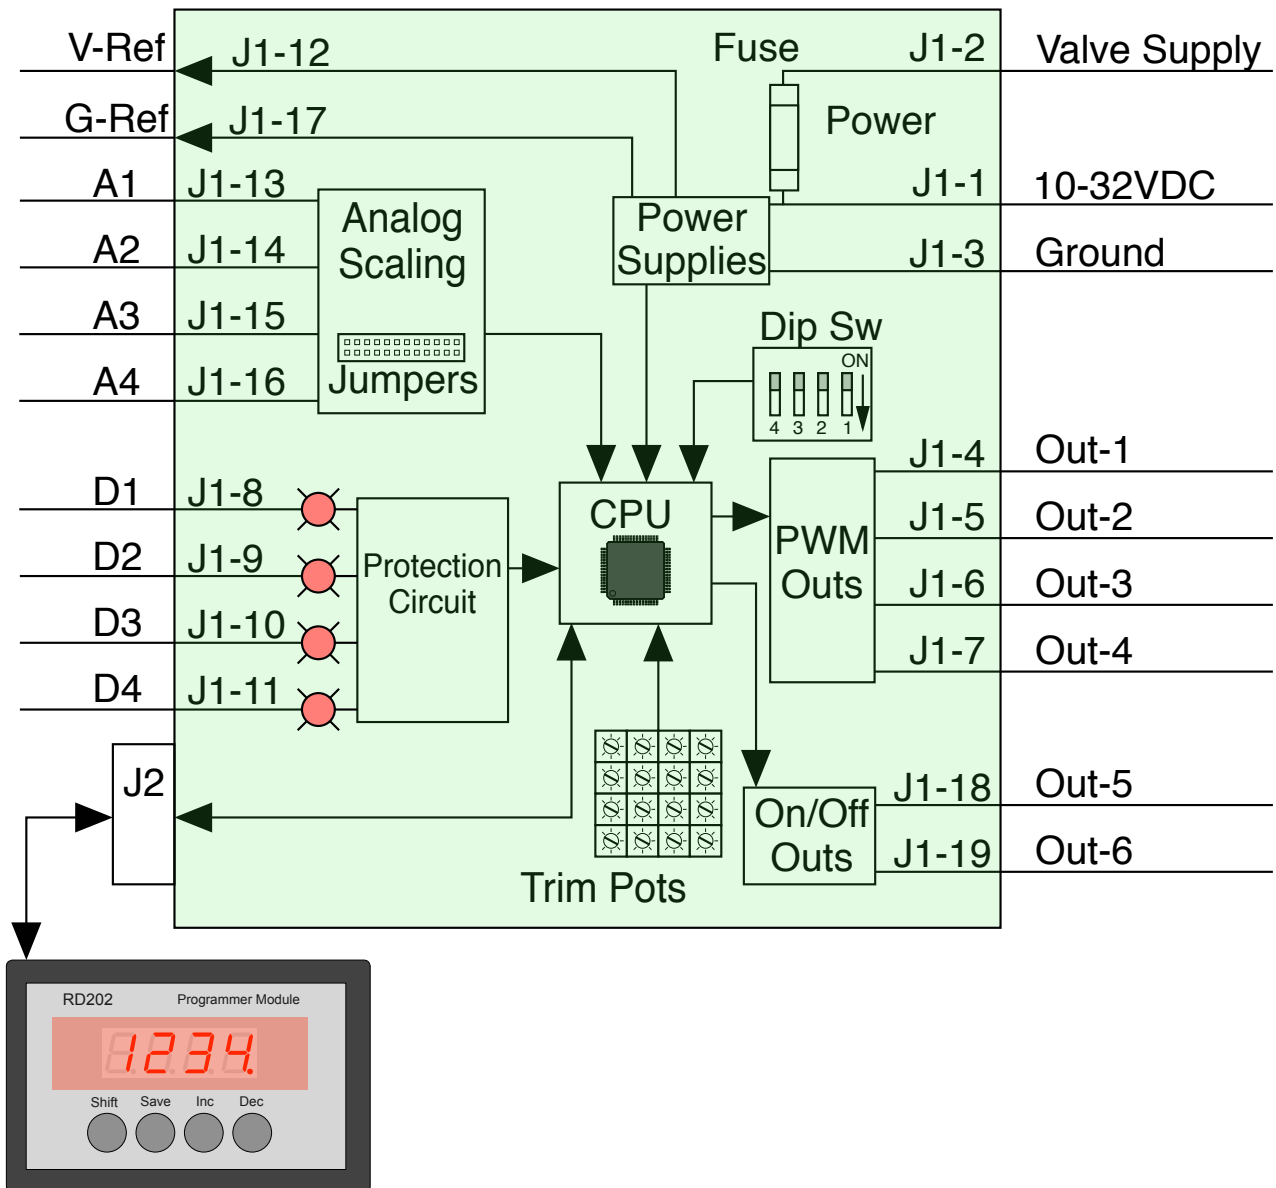 V-Ref J1-12 Fuse J1-2 Valve Supply
G-Ref J1-17 Power
A1 J1-13 J1-1 10-32VDC
Analog
Scaling
Power
Supplies
A2 J1-14 J1-3 Ground
A3 J1-15 Dip Sw
ON
A4 J1-16 Jumpers
4 3 2 1
J1-4 Out-1
D1 J1-8 CPU J1-5 Out-2
PWM
Outs
D2 J1-9 Protection
Circuit
J1-6 Out-3
D3 J1-10 J1-7 Out-4
D4 J1-11
J2 J1-18 Out-5
On/Off
Outs
J1-19 Out-6
Trim Pots
RD202 Programmer Module
1234.
Shift Save Inc Dec